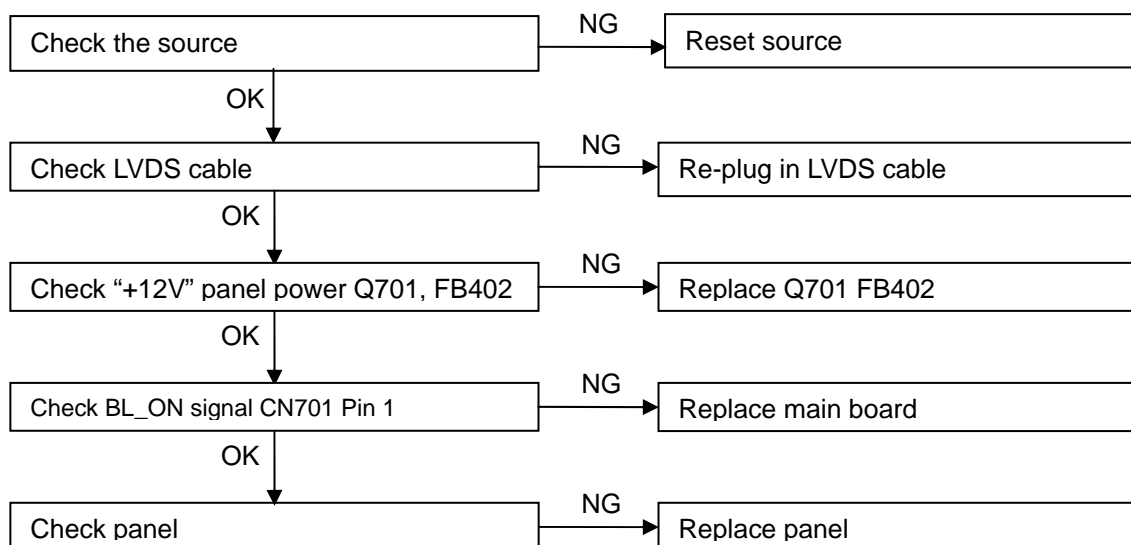 Check the source
NG
Reset source
OK
Check LVDS cable
NG
Re-plug in LVDS cable
OK
Check “+12V” panel power Q701, FB402
NG
Replace Q701 FB402
OK
Check BL_ON signal CN701 Pin 1
NG
Replace main board
OK
Check panel
NG
Replace panel